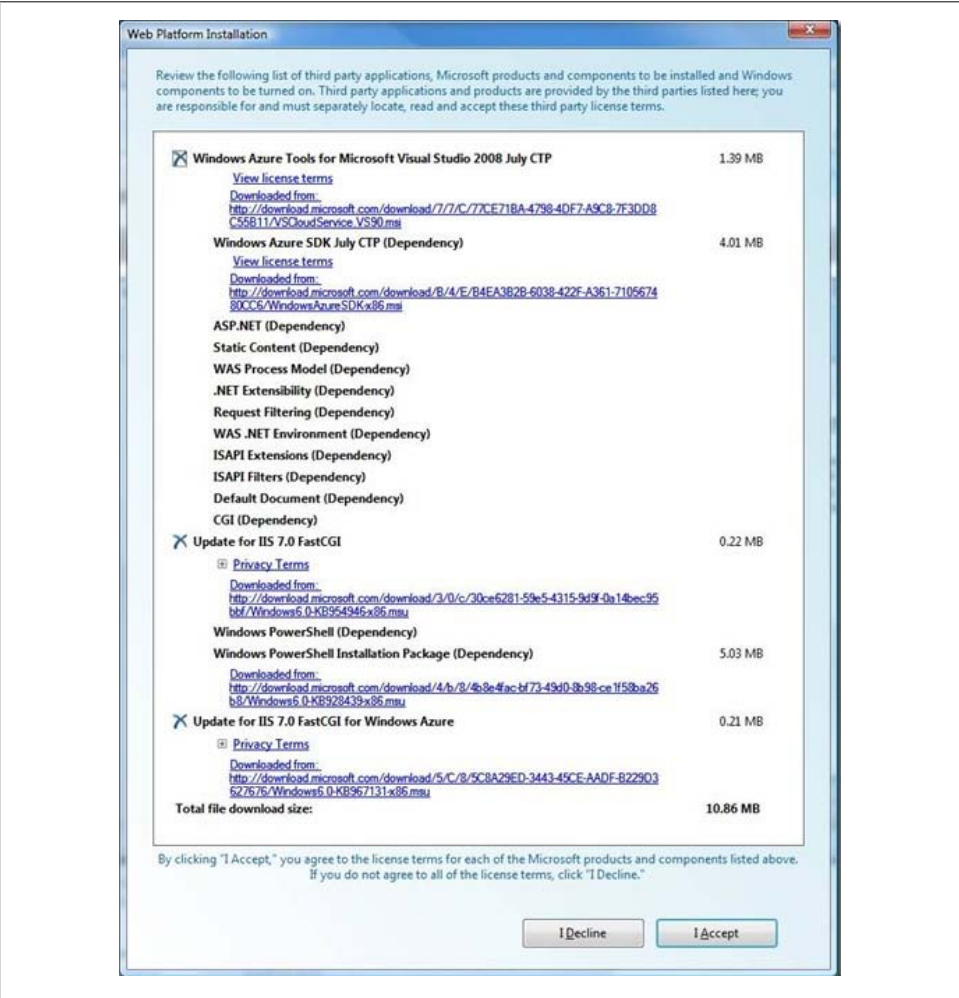 Web Platform Installation
Review the following list of third party applications, Microsoft products and components to be installed and Windows
components to be turned on. Third party applications and products are provided by the third parties listed here; you
are responsible for and must separately locate, read and accept these third party license terms.
Windows Azure Tools for Microsoft Visual Studio 2008 July CTP 1.39 MB
View license terms
Downloaded from:
http://download.microsoft.com/download/7/7/C/77CE71BA-4798-4DF7-A9C8-7F3DD8
C55B11/VSCloudService.VS90.msi
Windows Azure SDK July CTP (Dependency) 4.01 MB
View license terms
Downloaded from:
http://download.microsoft.com/download/B/4/E/B4EA3B2B-6038-422F-A361-7105674
80CC6/WindowsAzureSDK-x86.msi
ASP.NET (Dependency)
Static Content (Dependency)
WAS Process Model (Dependency)
.NET Extensibility (Dependency)
Request Filtering (Dependency)
WAS .NET Environment (Dependency)
ISAPI Extensions (Dependency)
ISAPI Filters (Dependency)
Default Document (Dependency)
CGI (Dependency)
Update for IIS 7.0 FastCGI 0.22 MB
Privacy Terms
Downloaded from:
http://download.microsoft.com/download/3/0/c/30ce6281-59e5-4315-9d9f-0a14bec95
bbf/Windows6.0-KB954946-x86.msu
Windows PowerShell (Dependency)
Windows PowerShell Installation Package (Dependency) 5.03 MB
Downloaded from:
http://download.microsoft.com/download/4/b/8/4b8e4fac-bf73-49d0-8b98-ce1f58ba26
b8/Windows6.0-KB928439-x86.msu
Update for IIS 7.0 FastCGI for Windows Azure 0.21 MB
Privacy Terms
Downloaded from:
http://download.microsoft.com/download/5/C/8/5C8A29ED-3443-45CE-AADF-B229D3
627676/Windows6.0-KB967131-x86.msu
Total file download size: 10.86 MB
By clicking "I Accept," you agree to the license terms for each of the Microsoft products and components listed above.
If you do not agree to all of the license terms, click "I Decline."
I Decline
I Accept